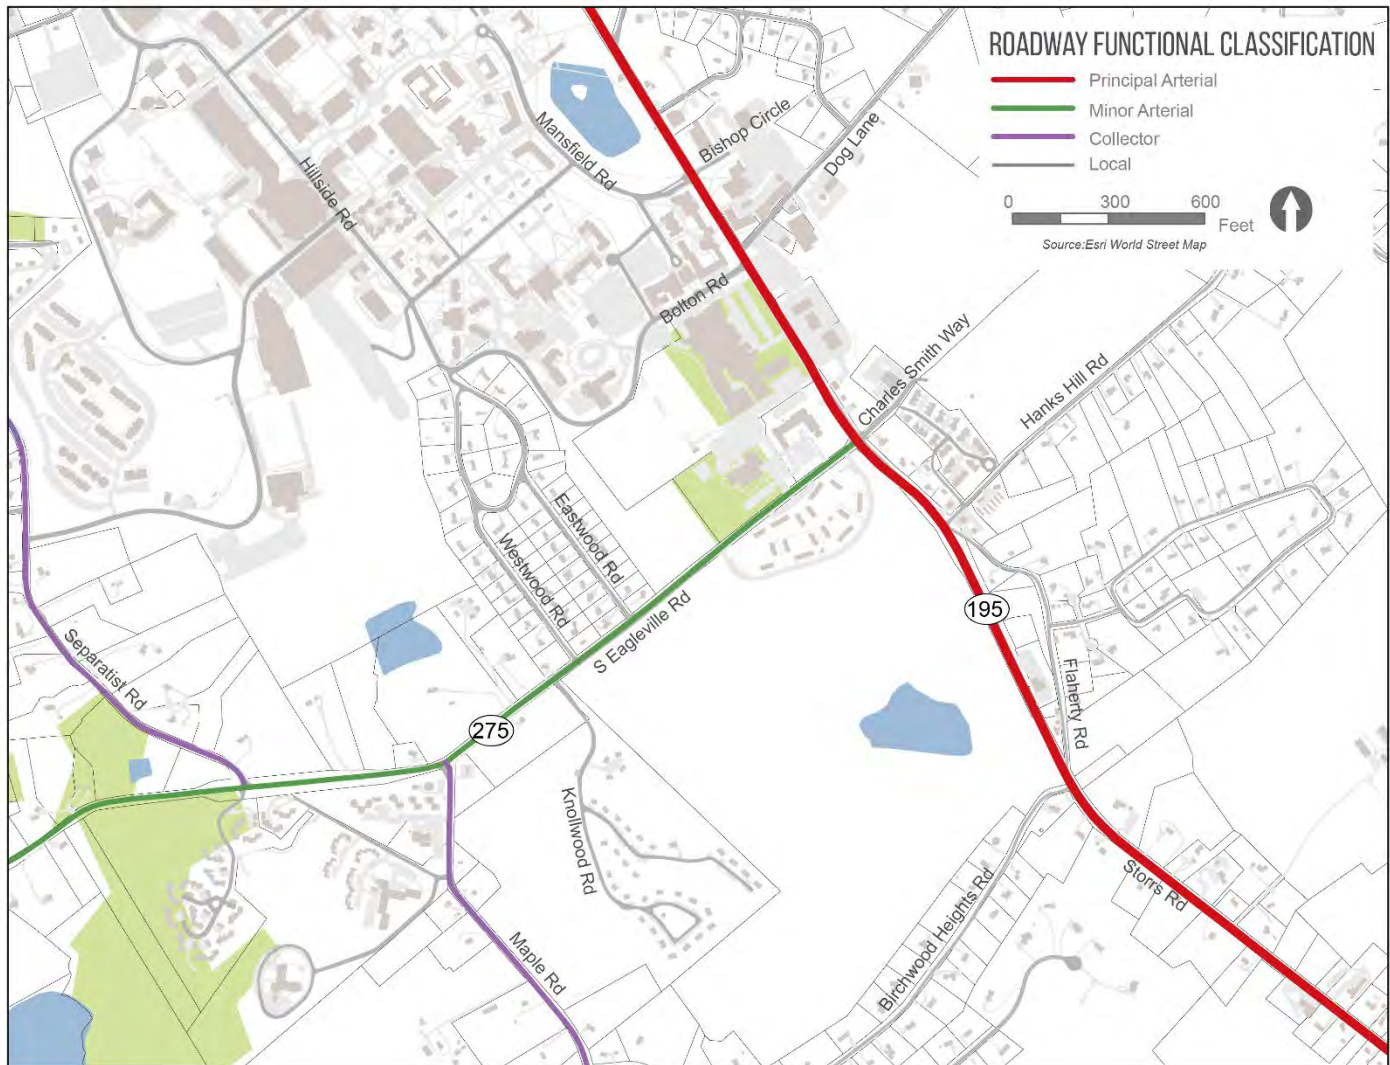 ROADWAY FUNCTIONAL CLASSIFICATION
Principal Arterial
Minor Arterial
Collector
Local
0 300 600
Feet
Source:Esri World Street Map
Mansfield Rd
Bishop Circle
Dog Lane
Hillside Rd
Bolton Rd
Charles Smith Way
Hanks Hill Rd
Eastwood Rd
Westwood Rd
S Eagleville Rd
195
Separatist Rd
Flaherty Rd
275
Knollwood Rd
Storrs Rd
Birchwood Heights Rd
Maple Rd